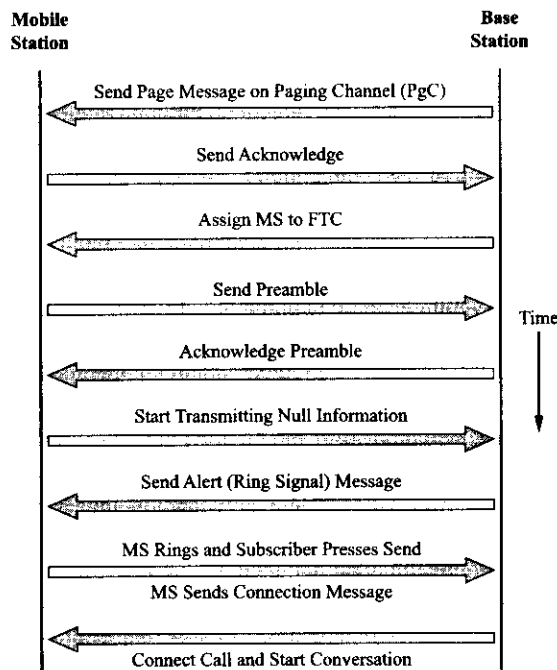 Mobile
Station
Base
Station
Send Page Message on Paging Channel (PgC)
Send Acknowledge
Assign MS to FTC
Send Preamble
Time
Acknowledge Preamble
Start Transmitting Null Information
Send Alert (Ring Signal) Message
MS Rings and Subscriber Presses Send
MS Sends Connection Message
Connect Call and Start Conversation